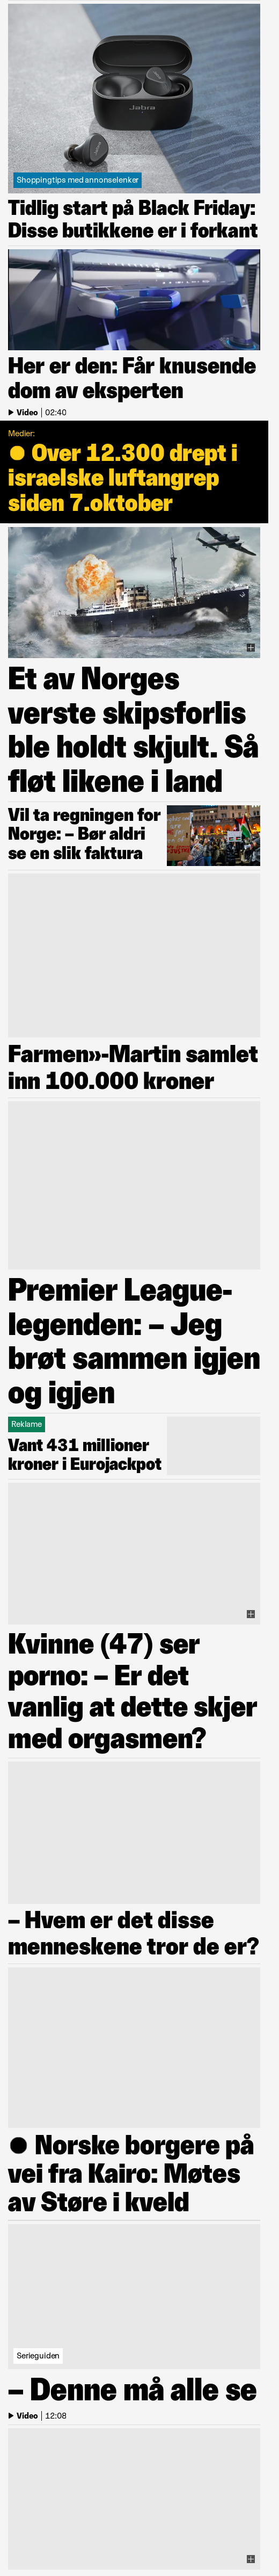 Jabra
Shoppingtips med annonselenker
Tidlig start på Black Friday:
Disse butikkene er i forkant
Her er den: Får knusende
dom av eksperten
Video | 02:40
Medier:
Over 12.300 drept i
israelske luftangrep
siden 7.oktober
Et av Norges
verste skipsforlis
ble holdt skjult. Så
fløt likene i land
Vil ta regningen for
Norge: – Bør aldri
se en slik faktura
Farmen»-Martin samlet
inn 100.000 kroner
Premier League-
legenden: – Jeg
brøt sammen igjen
og igjen
Reklame
Vant 431 millioner
kroner i Eurojackpot
Kvinne (47) ser
porno: – Er det
vanlig at dette skjer
med orgasmen?
– Hvem er det disse
menneskene tror de er?
Norske borgere på
vei fra Kairo: Møtes
av Støre i kveld
Serieguiden
– Denne må alle se
Video | 12:08